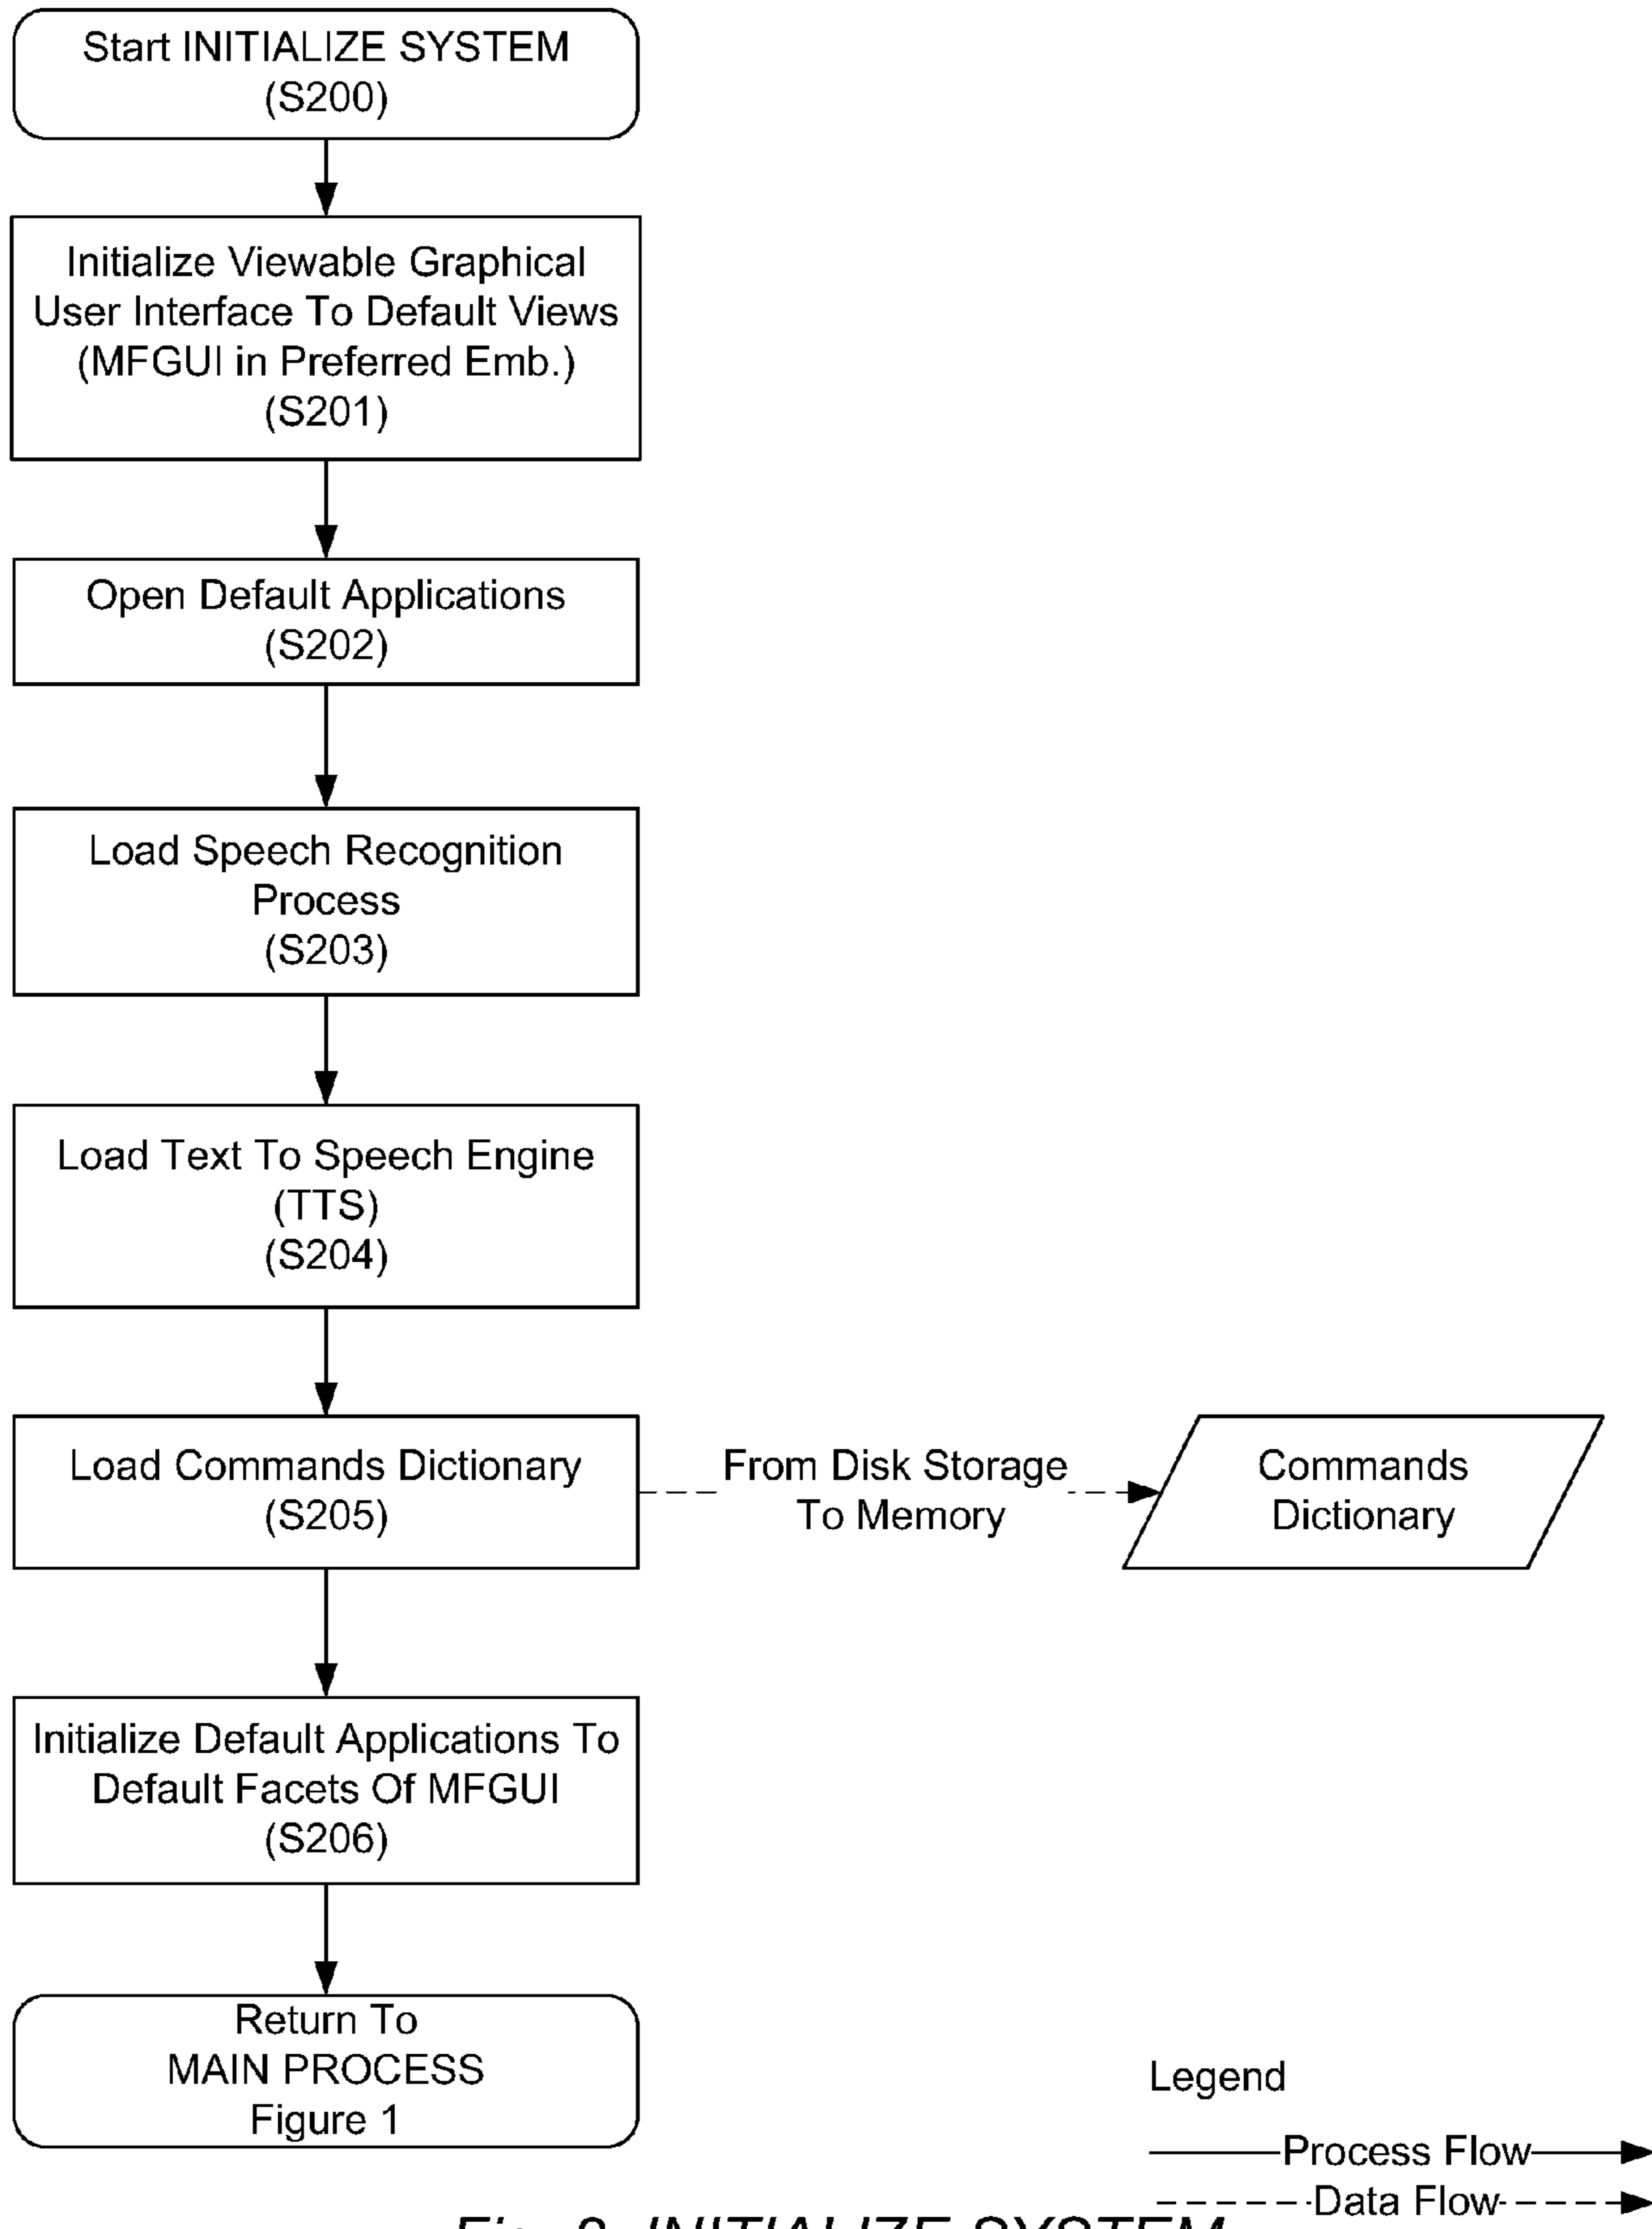 Start INITIALIZE SYSTEM
(S200)
Initialize Viewable Graphical
User Interface To Default Views
(MFGUI in Preferred Emb.)
(S201)
Open Default Applications
(S202)
Load Speech Recognition
Process
(S203)
Load Text To Speech Engine
(TTS)
(S204)
Load Commands Dictionary
(S205)
From Disk Storage
To Memory
Commands
Dictionary
Initialize Default Applications To
Default Facets Of MFGUI
(S206)
Return To
MAIN PROCESS
Figure 1
Legend
Process Flow
Data Flow
INITIALIZE SYSTEM